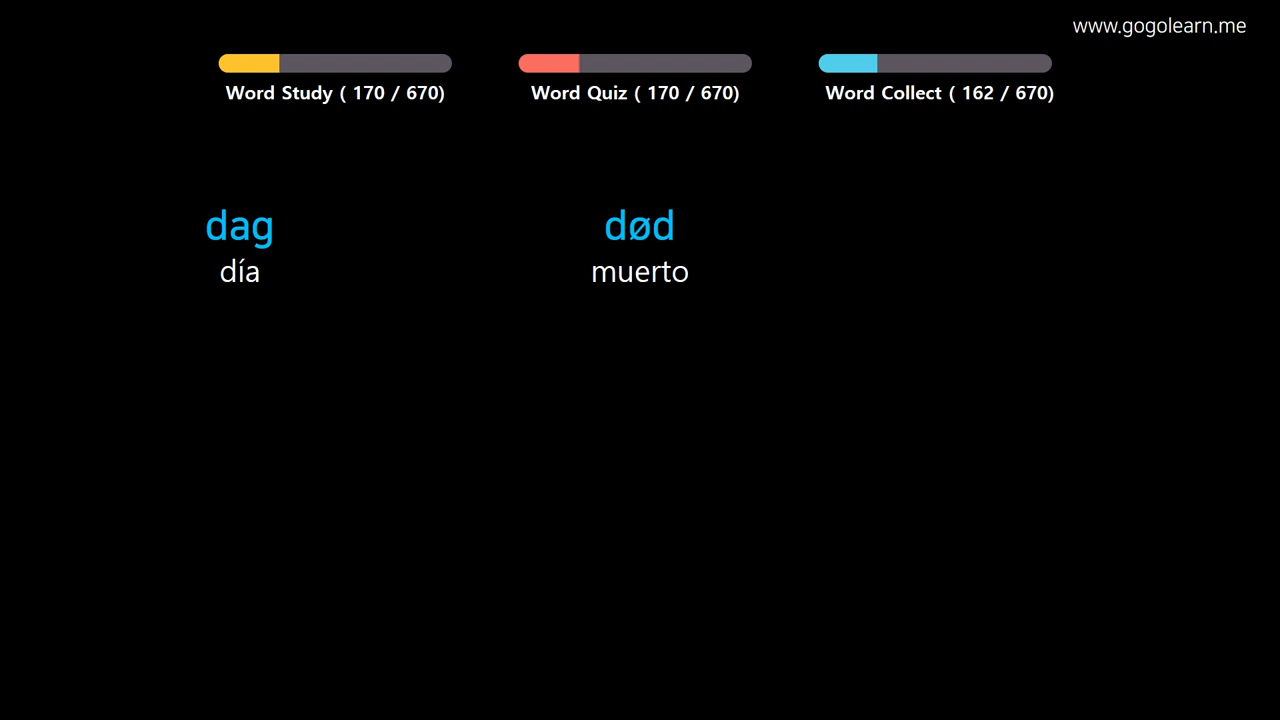 www.gogolearn.me
Word Study ( 170 / 670)
Word Quiz ( 170 / 670)
Word Collect ( 162 / 670)
dag
día
død
muerto